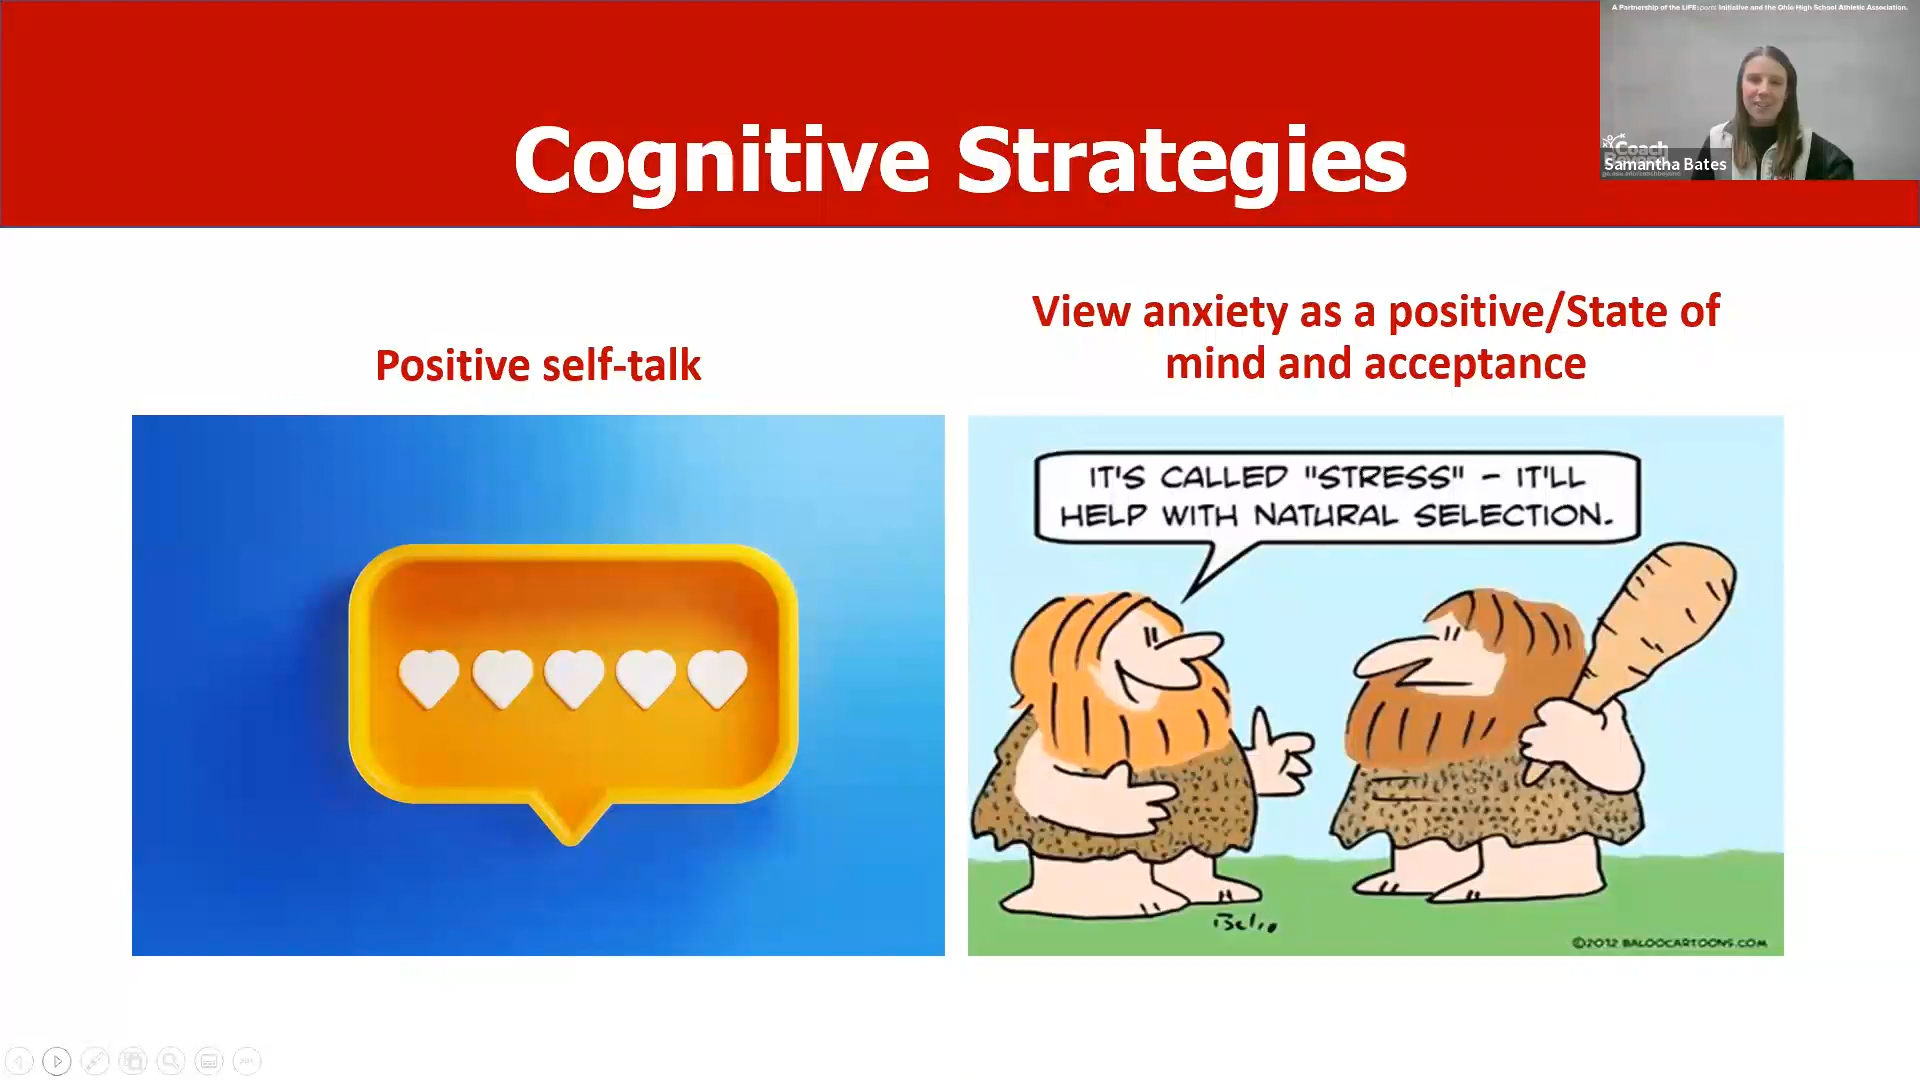 A Partnership of the LiFEsports Initiative and the Ohio High School Athletic Association.
Cognitive Strategies
Coach
Samantha Bates
Positive self-talk
View anxiety as a positive/State of
mind and acceptance
IT'S CALLED "STRESS" – IT'LL
HELP WITH NATURAL SELECTION.
©2012 BALOOCARTOONS.COM